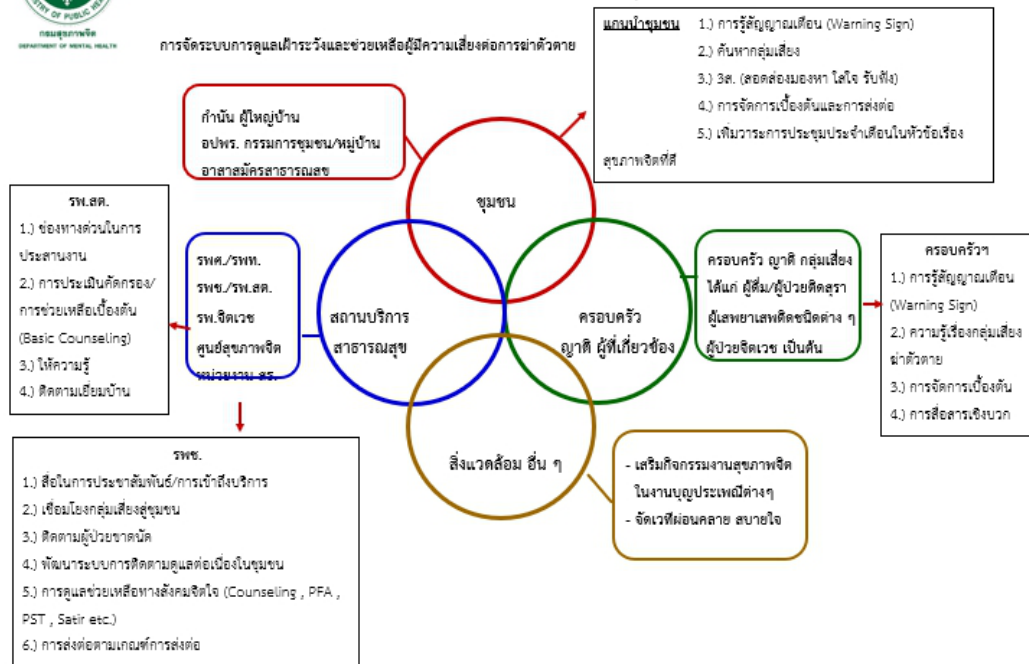 MINISTRY OF PUBLIC HEALTH
กรมสุขภาพจิต
DEPARTMENT OF MENTAL HEALTH
การจัดระบบการดูแลเฝ้าระวังและช่วยเหลือผู้มีความเสี่ยงต่อการฆ่าตัวตาย
แกนนำชุมชน 1.) การรู้สัญญาณเตือน (Warning Sign)
2.) ค้นหากลุ่มเสี่ยง
3.) 3ส. (สอดส่องมองหา ใส่ใจ รับฟัง)
4.) การจัดการเบื้องต้นและการส่งต่อ
5.) เพิ่มวาระการประชุมประจำเดือนในหัวข้อเรื่อง
สุขภาพจิตที่ดี
กำนัน ผู้ใหญ่บ้าน
อปพร. กรรมการชุมชน/หมู่บ้าน
อาสาสมัครสาธารณสุข
ชุมชน
รพ.สต.
1.) ช่องทางด่วนในการ
ประสานงาน
2.) การประเมินคัดกรอง/
การช่วยเหลือเบื้องต้น
(Basic Counseling)
3.) ให้ความรู้
4.) ติดตามเยี่ยมบ้าน
รพศ./รพท.
รพช./รพ.สต.
รพ.จิตเวช
ศูนย์สุขภาพจิต
หน่วยงาน สธ.
สถานบริการ
สาธารณสุข
ครอบครัว
ญาติ ผู้ที่เกี่ยวข้อง
ครอบครัว ญาติ กลุ่มเสี่ยง
ได้แก่ ผู้ดื่ม/ผู้ป่วยติดสุรา
ผู้เสพยาเสพติดชนิดต่าง ๆ
ผู้ป่วยจิตเวช เป็นต้น
ครอบครัวฯ
1.) การรู้สัญญาณเตือน
(Warning Sign)
2.) ความรู้เรื่องกลุ่มเสี่ยง
ฆ่าตัวตาย
3.) การจัดการเบื้องต้น
4.) การสื่อสารเชิงบวก
สิ่งแวดล้อม อื่น ๆ
- เสริมกิจกรรมงานสุขภาพจิต
ในงานบุญประเพณีต่างๆ
- จัดเวทีผ่อนคลาย สบายใจ
รพช.
1.) สื่อในการประชาสัมพันธ์/การเข้าถึงบริการ
2.) เชื่อมโยงกลุ่มเสี่ยงสู่ชุมชน
3.) ติดตามผู้ป่วยขาดนัด
4.) พัฒนาระบบการติดตามดูแลต่อเนื่องในชุมชน
5.) การดูแลช่วยเหลือทางสังคมจิตใจ (Counseling , PFA ,
PST , Satir etc.)
6.) การส่งต่อตามเกณฑ์การส่งต่อ